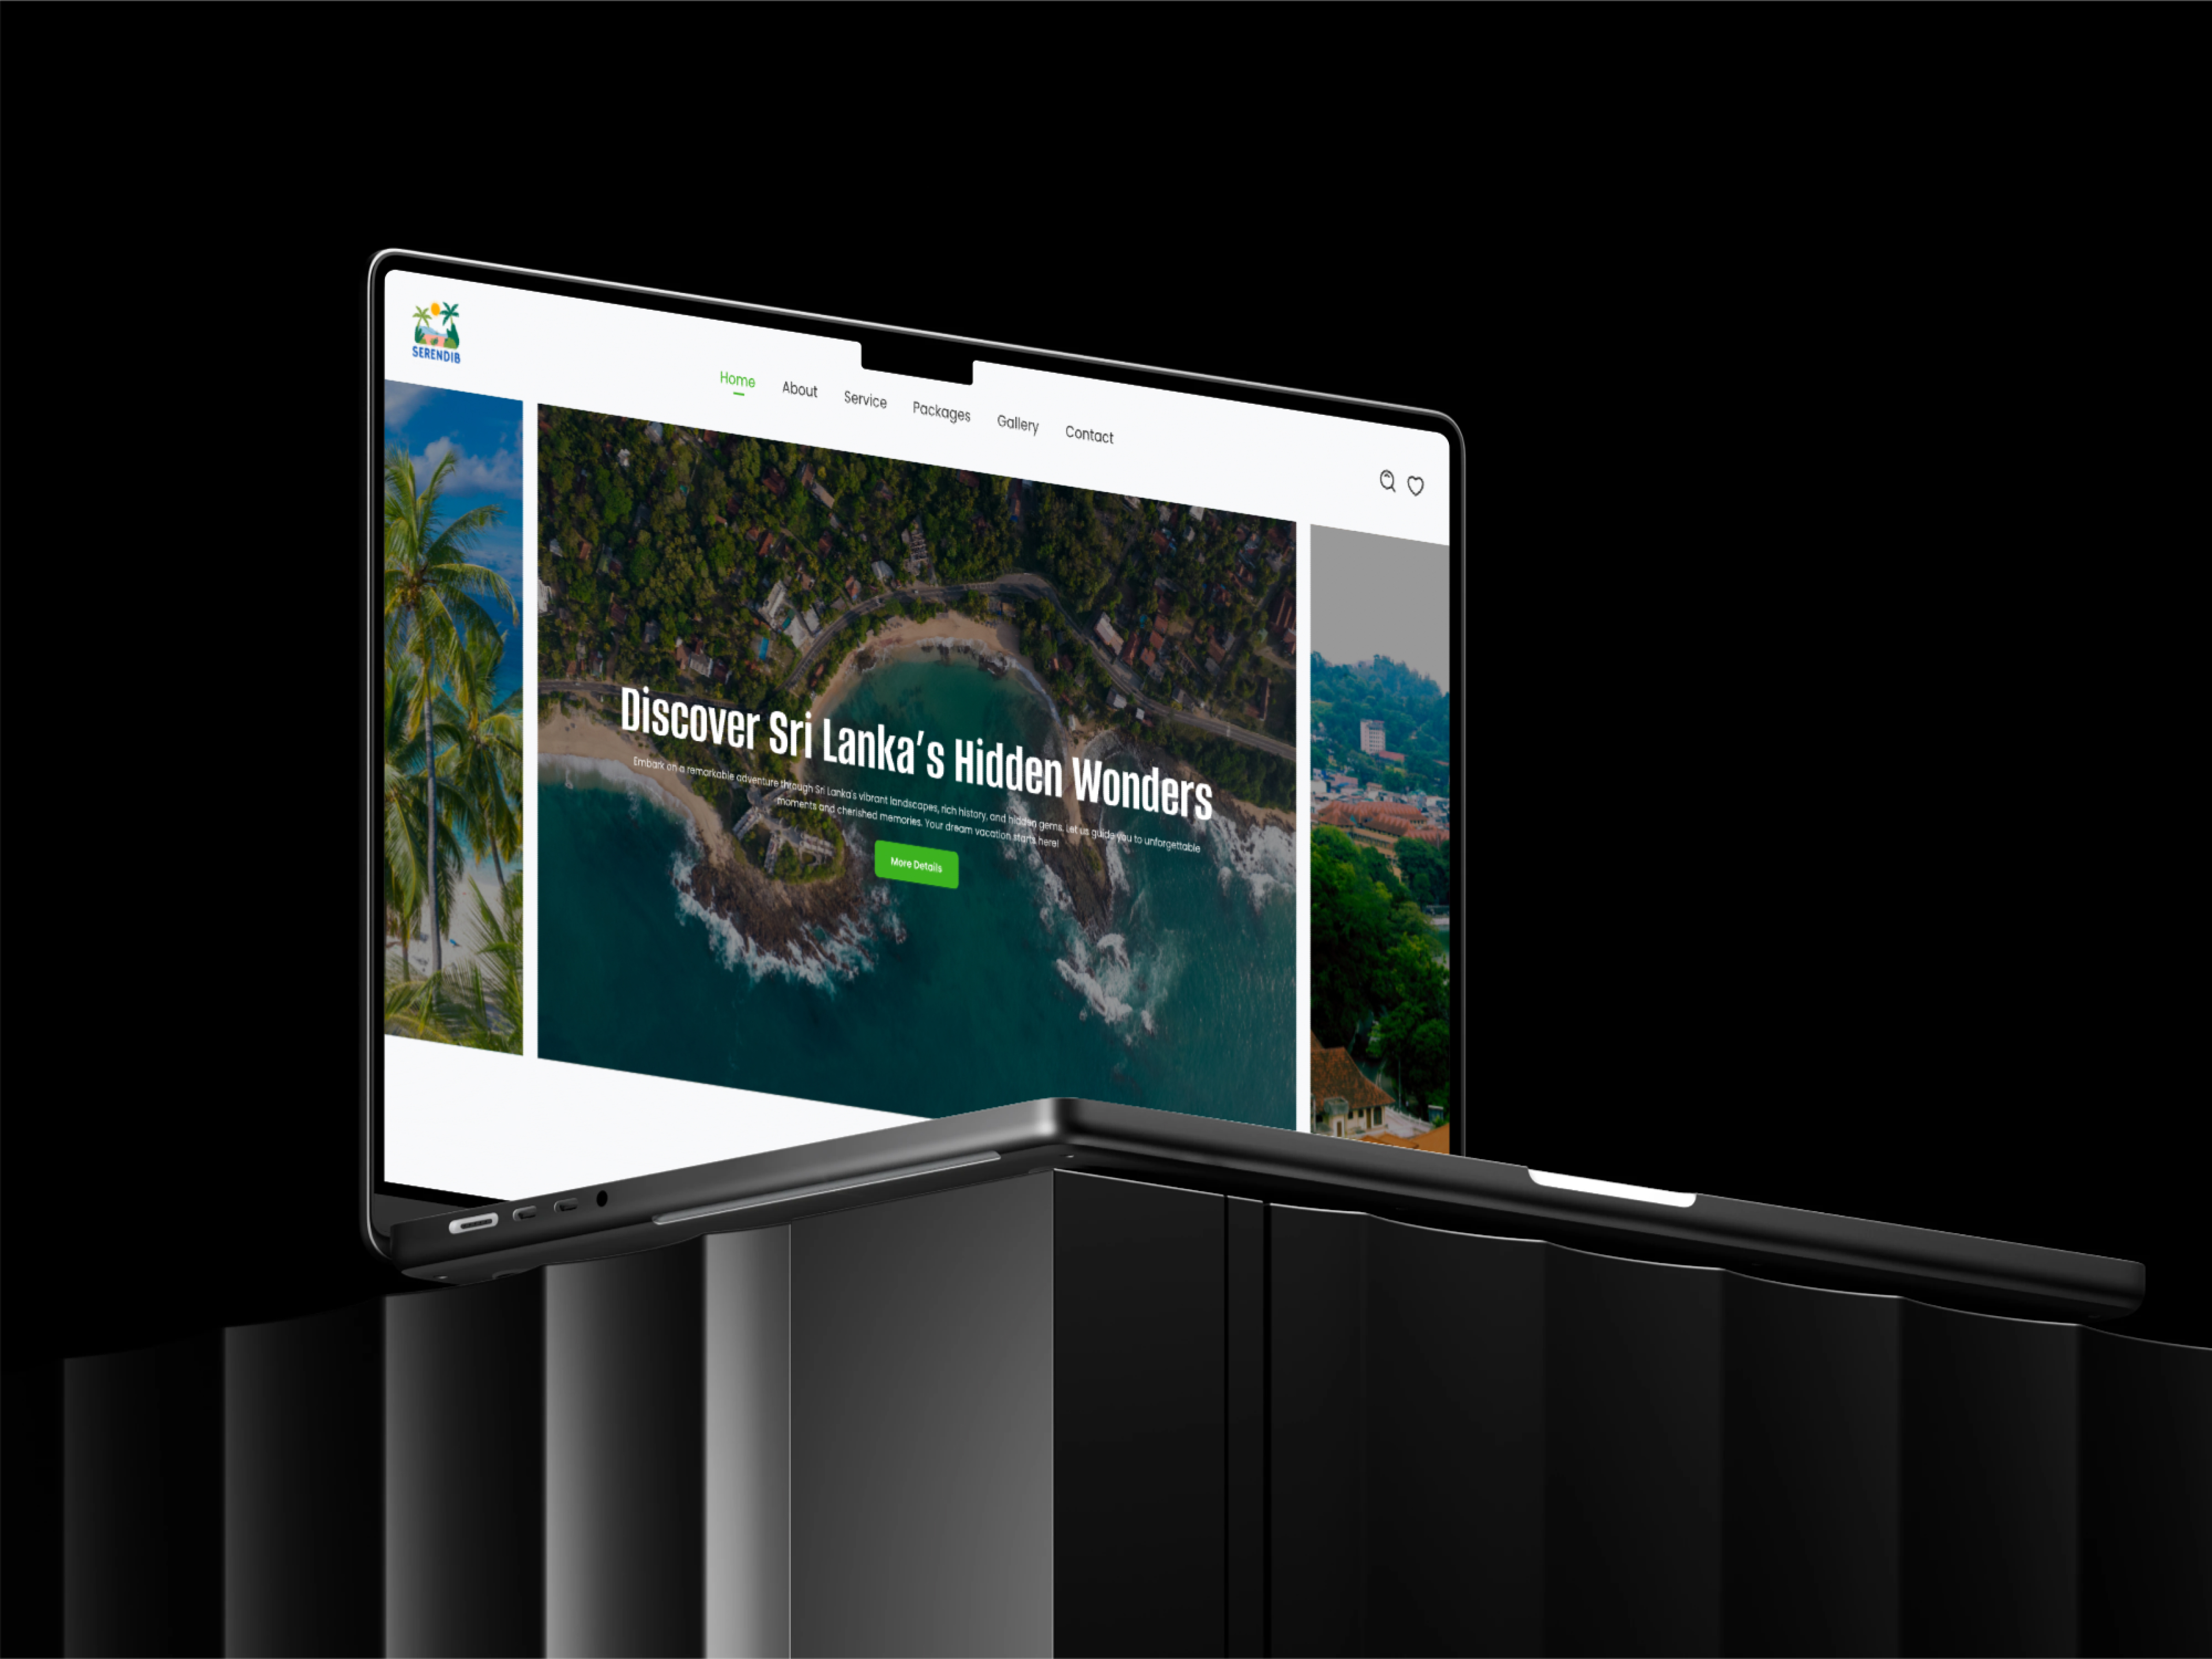 SERENDIB
Home About Service Packages Gallery Contact
Discover Sri Lanka's Hidden Wonders
Embark on a remarkable adventure through Sri Lanka's vibrant landscapes, rich history, and hidden gems. Let us guide you to unforgettable
moments and cherished memories. Your dream vacation starts here!
More Details